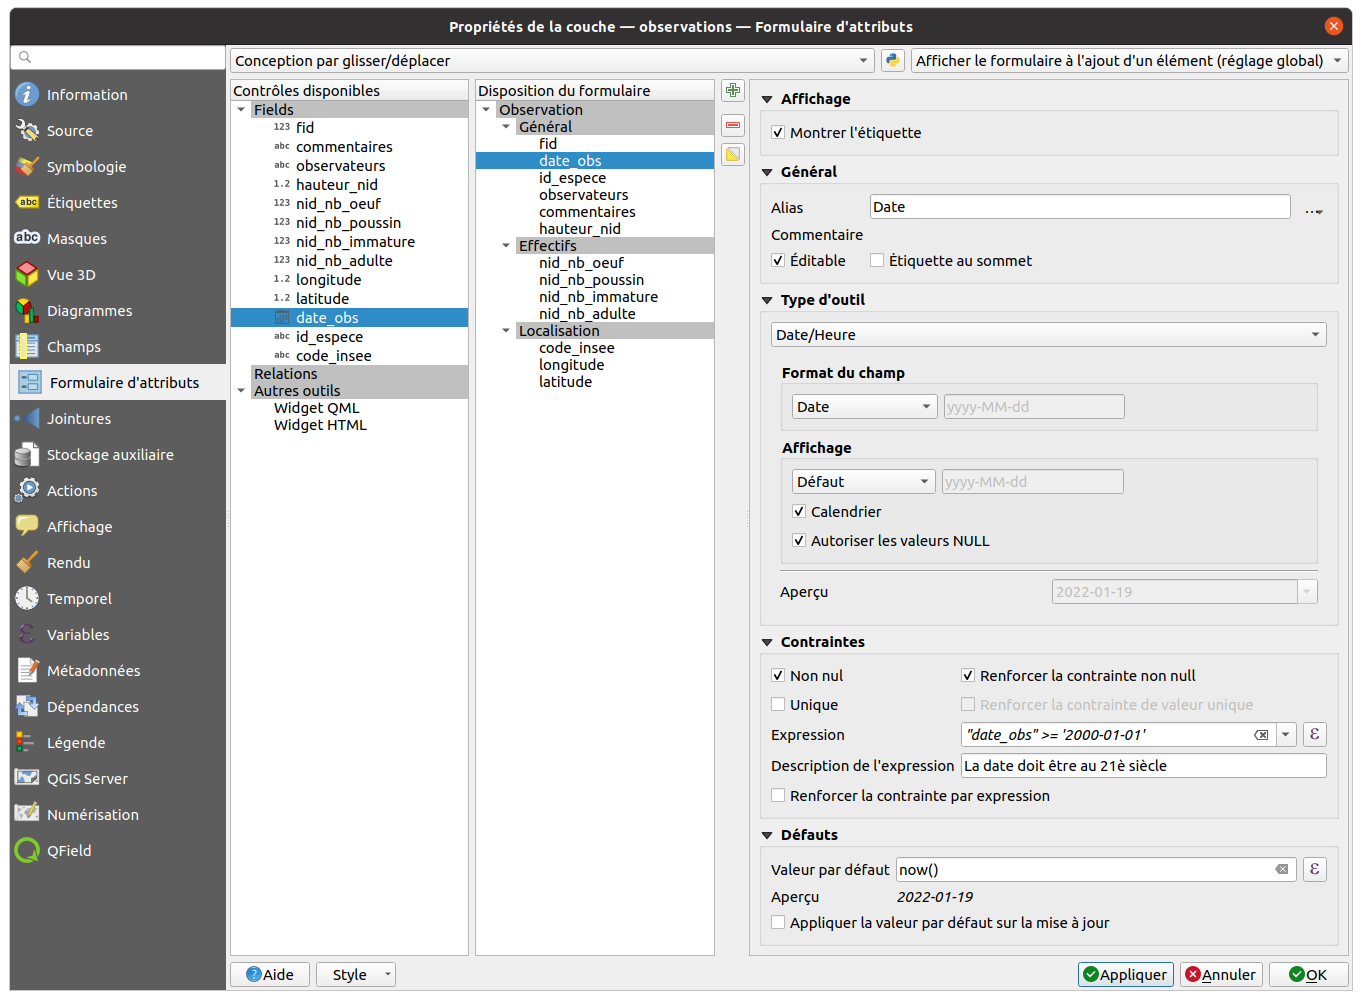 Propriétés de la couche — observations — Formulaire d'attributs
Information
Source
Symbologie
abc Étiquettes
abc Masques
Vue 3D
Diagrammes
Champs
Formulaire d'attributs
Jointures
Stockage auxiliaire
Actions
Affichage
Rendu
Temporel
Variables
Métadonnées
Dépendances
Légende
QGIS Server
Numérisation
QField
Conception par glisser/déplacer
Afficher le formulaire à l'ajout d'un élément (réglage global)
Contrôles disponibles
Fields
123 fid
abc commentaires
abc observateurs
1.2 hauteur_nid
123 nid_nb_oeuf
123 nid_nb_poussin
123 nid_nb_immature
123 nid_nb_adulte
1.2 longitude
1.2 latitude
date_obs
abc id_espece
abc code_insee
Relations
Autres outils
Widget QML
Widget HTML
Disposition du formulaire
Observation
Général
fid
date_obs
id_espece
observateurs
commentaires
hauteur_nid
Effectifs
nid_nb_oeuf
nid_nb_poussin
nid_nb_immature
nid_nb_adulte
Localisation
code_insee
longitude
latitude
Affichage
Montrer l'étiquette
Général
Alias Date ...
Commentaire
Éditable Étiquette au sommet
Type d'outil
Date/Heure
Format du champ
Date yyyy-MM-dd
Affichage
Défaut yyyy-MM-dd
Calendrier
Autoriser les valeurs NULL
Aperçu 2022-01-19
Contraintes
Non nul Renforcer la contrainte non null
Unique Renforcer la contrainte de valeur unique
Expression "date_obs" >= '2000-01-01' ε
Description de l'expression La date doit être au 21è siècle
Renforcer la contrainte par expression
Défauts
Valeur par défaut now() ε
Aperçu 2022-01-19
Appliquer la valeur par défaut sur la mise à jour
Aide Style Appliquer Annuler OK